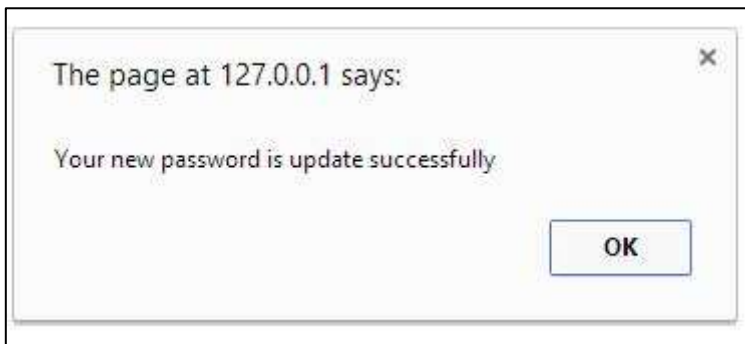 The page at 127.0.0.1 says:
Your new password is update successfully
OK